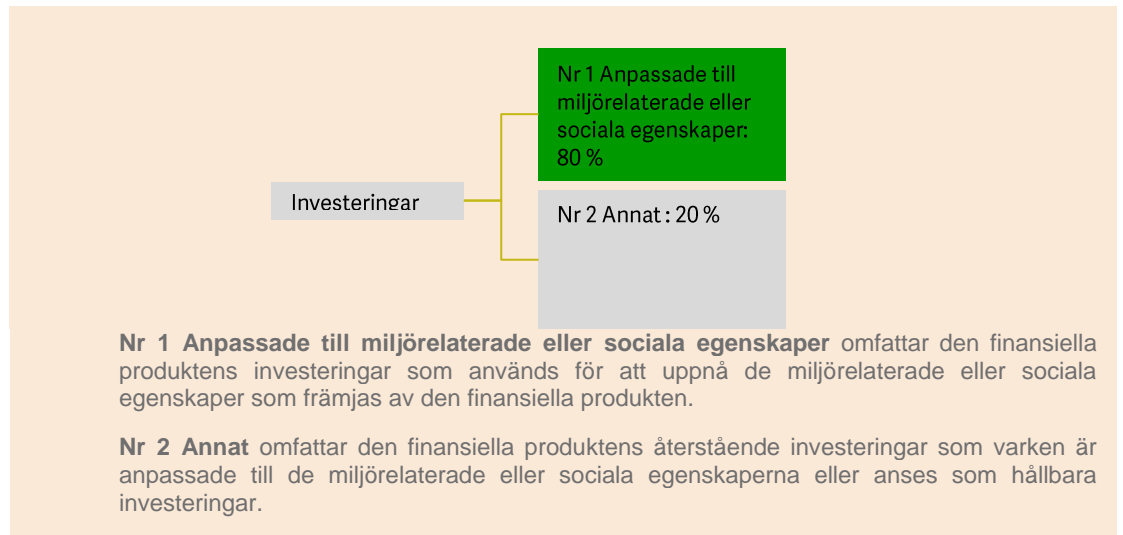 Nr 1 Anpassade till
miljörelaterade eller
sociala egenskaper:
80 %
Investeringar
Nr 2 Annat : 20 %
Nr 1 Anpassade till miljörelaterade eller sociala egenskaper omfattar den finansiella
produktens investeringar som används för att uppnå de miljörelaterade eller sociala
egenskaper som främjas av den finansiella produkten.
Nr 2 Annat omfattar den finansiella produktens återstående investeringar som varken är
anpassade till de miljörelaterade eller sociala egenskaperna eller anses som hållbara
investeringar.